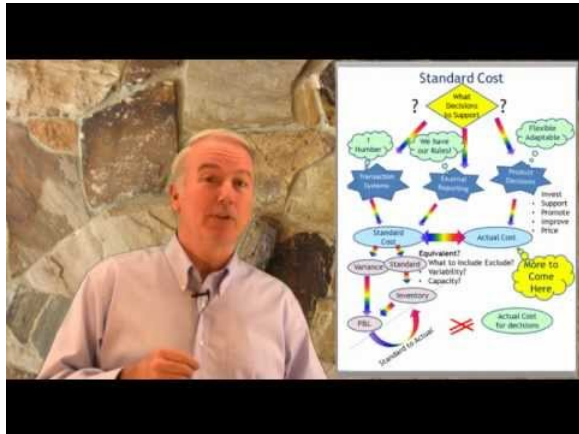 Standard Cost
What
Decisions
to Support
?
?
1
Number
We have
our Rules!
Flexible
Adaptable
Transaction
Systems
External
Reporting
Product
Decisions
• Invest
• Support
• Promote
• Improve
• Price
Standard
Cost
Actual Cost
Equivalent?
• What to Include Exclude?
• Variability?
• Capacity?
Variance
Standard
Inventory
More to
Come
Here
P&L
Standard to Actual
Actual Cost
for decisions